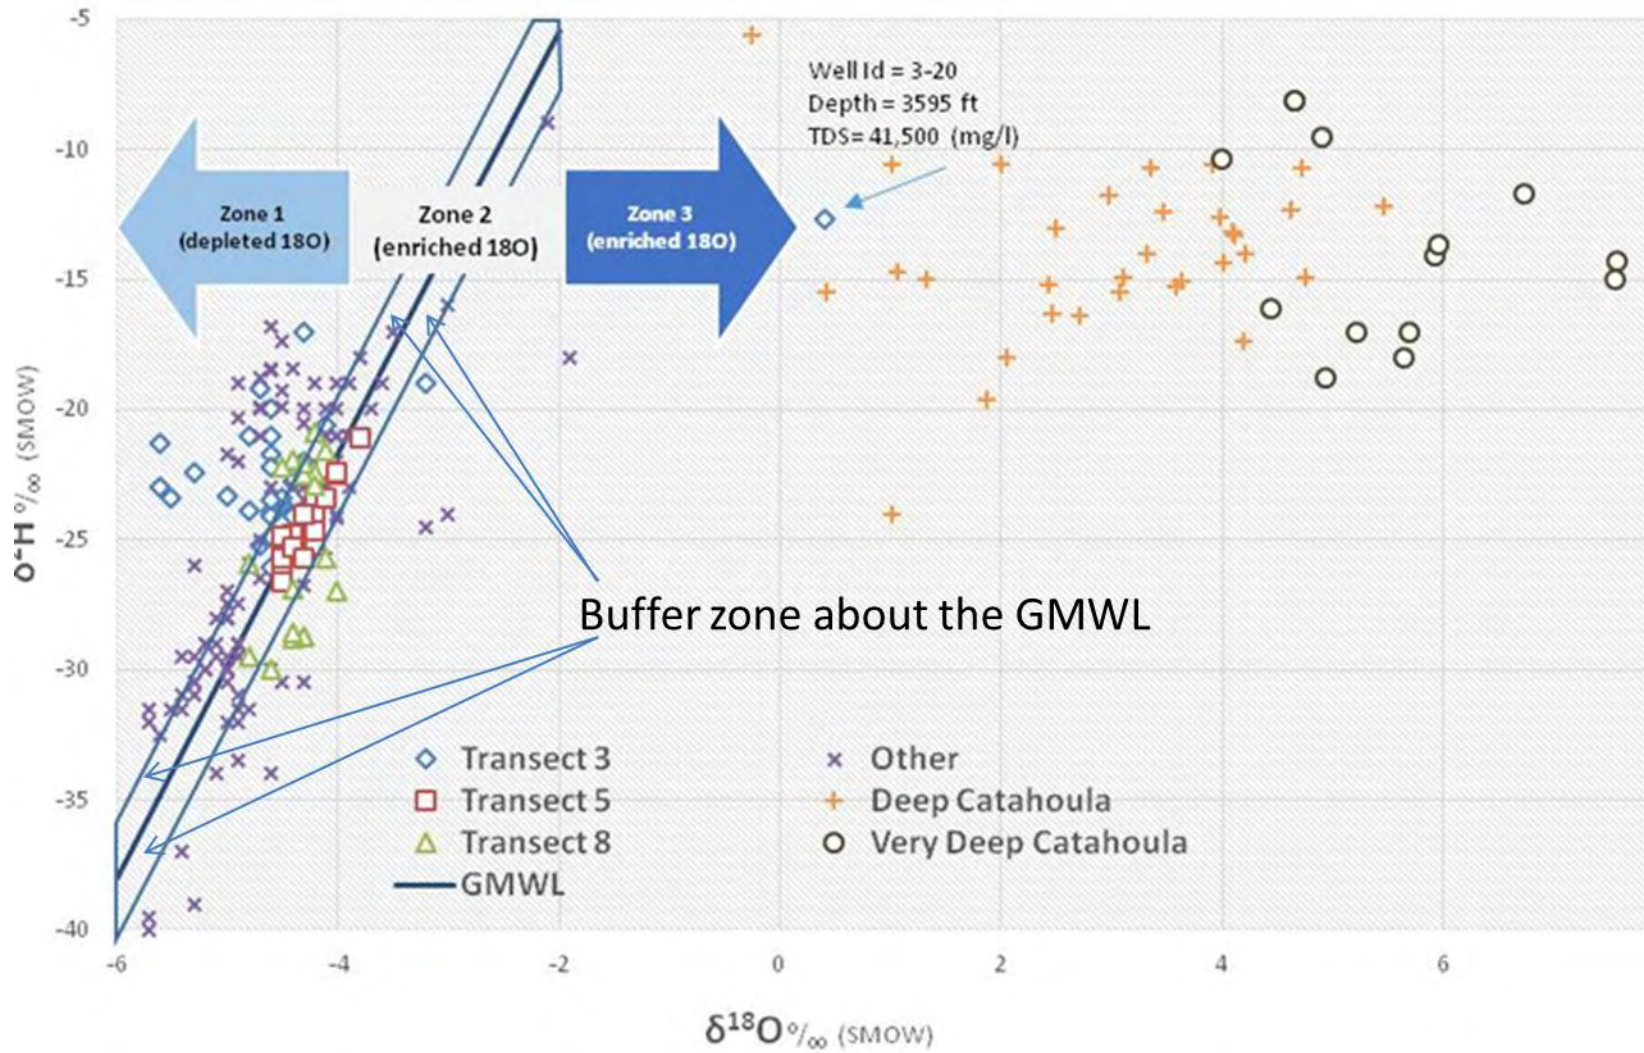 -5
-10
-15
-20
-25
-30
-35
-40
δ²H ‰ (SMOW)
Well Id = 3-20
Depth = 3595 ft
TDS= 41,500 (mg/l)
Zone 1
(depleted 18O)
Zone 2
(enriched 18O)
Zone 3
(enriched 18O)
Buffer zone about the GMWL
Transect 3
Transect 5
Transect 8
GMWL
Other
Deep Catahoula
Very Deep Catahoula
-6 -4 -2 0 2 4 6
δ¹⁸O ‰ (SMOW)